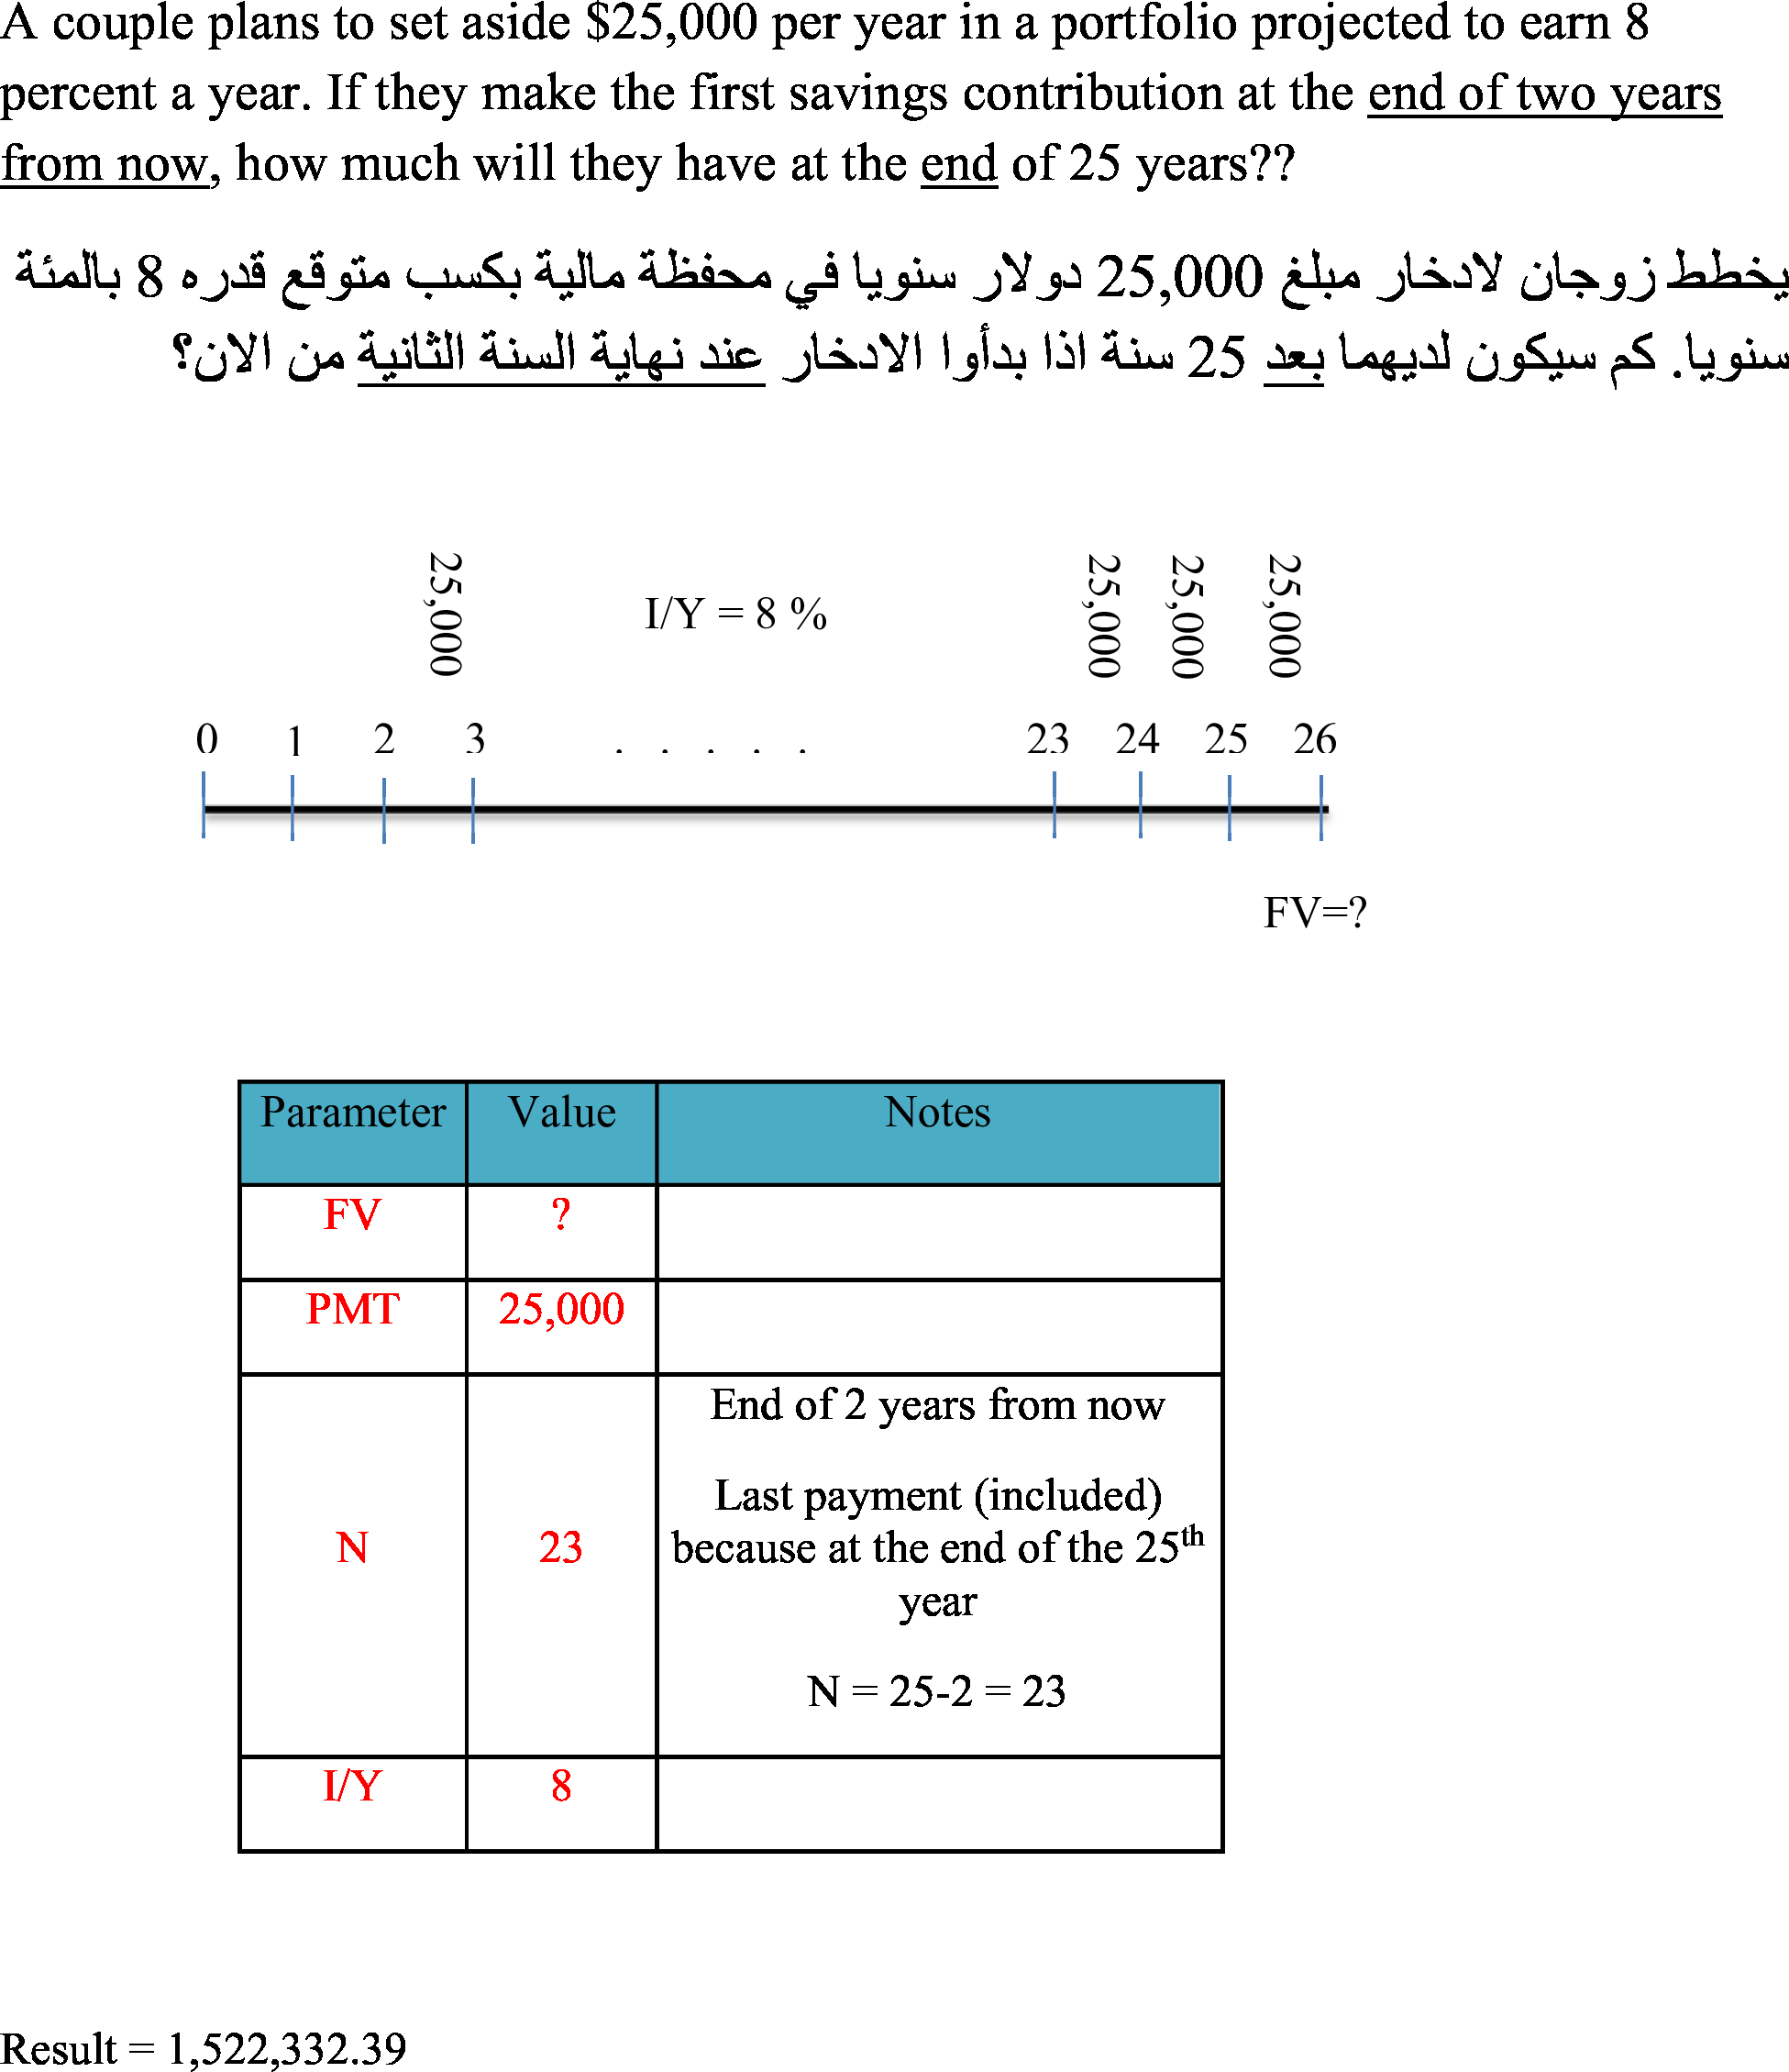 A couple plans to set aside $25,000 per year in a portfolio projected to earn 8
percent a year. If they make the first savings contribution at the end of two years
from now, how much will they have at the end of 25 years??
يخطط زوجان لادخار مبلغ 25,000 دولار سنويا في محفظة مالية بكسب متوقع قدره 8 بالمئة
سنويا. كم سيكون لديهما بعد 25 سنة اذا بدأوا الادخار عند نهاية السنة الثانية من الان؟
25,000
I/Y = 8 %
25,000
25,000
25,000
0 1 2 3 . . . . . 23 24 25 26
FV=?
Parameter Value Notes
FV ?
PMT 25,000
End of 2 years from now
Last payment (included)
N 23 because at the end of the 25th
year
N = 25-2 = 23
I/Y 8
Result = 1,522,332.39